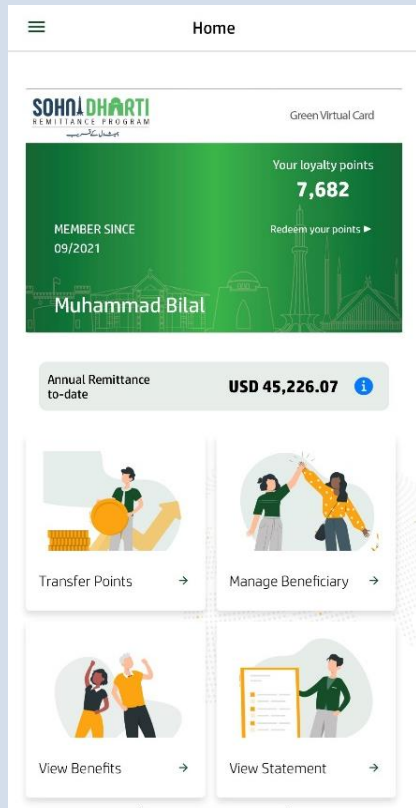 Home
SOHNI DHARTI
REMITTANCE PROGRAM
Green Virtual Card
Your loyalty points
7,682
MEMBER SINCE
Redeem your points ▶
09/2021
Muhammad Bilal
Annual Remittance
to-date
USD 45,226.07
Transfer Points →
Manage Beneficiary →
View Benefits →
View Statement →